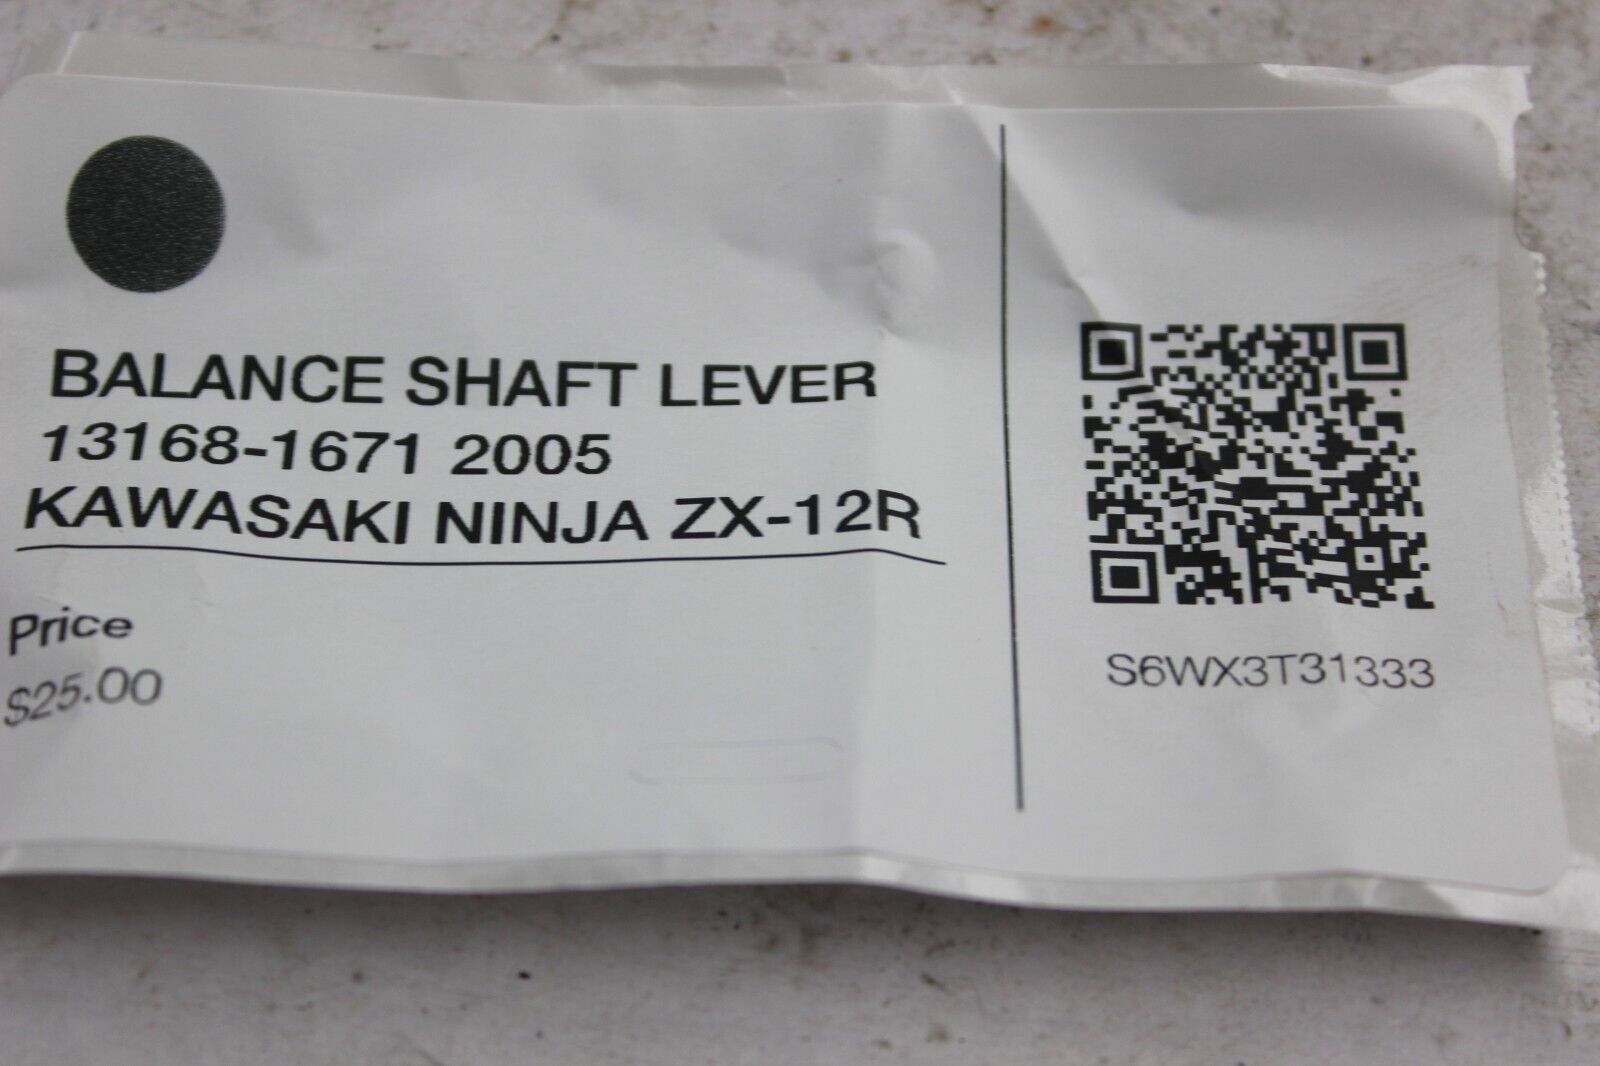 BALANCE SHAFT LEVER
13168-1671 2005
KAWASAKI NINJA ZX-12R
Price
$25.00
S6WX3T31333